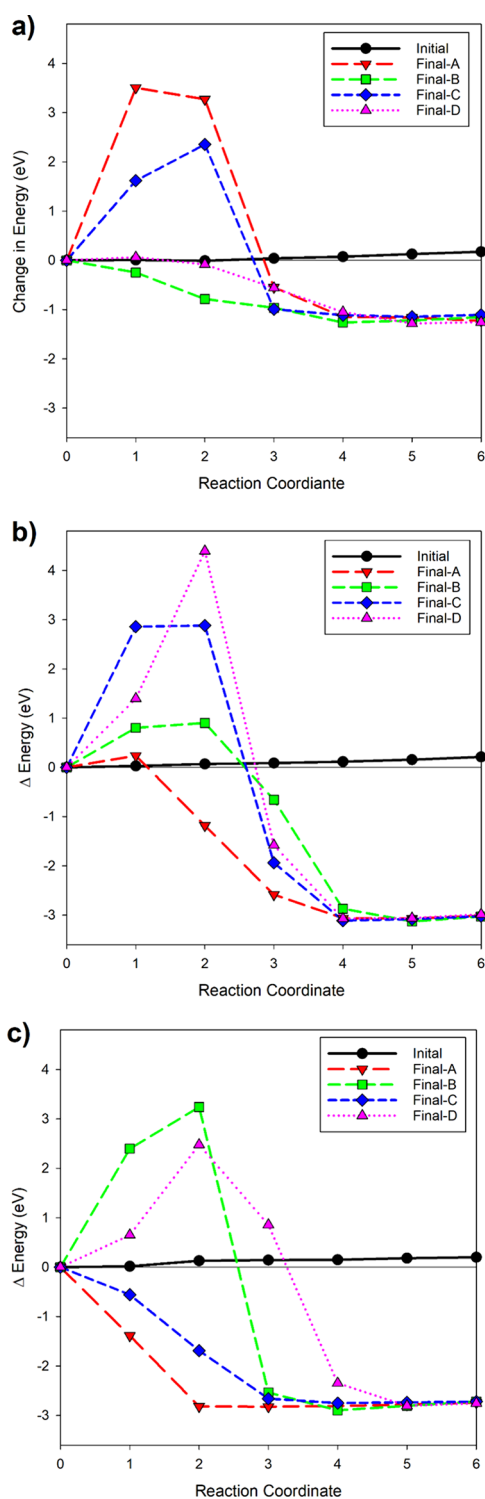 a)
Initial
Final-A
Final-B
Final-C
Final-D
4
3
2
1
0
-1
-2
-3
Change in Energy (eV)
0 1 2 3 4 5 6
Reaction Coordiante
b)
Initial
Final-A
Final-B
Final-C
Final-D
4
3
2
1
0
-1
-2
-3
Δ Energy (eV)
0 1 2 3 4 5 6
Reaction Coordinate
c)
Inital
Final-A
Final-B
Final-C
Final-D
4
3
2
1
0
-1
-2
-3
Δ Energy (eV)
0 1 2 3 4 5 6
Reaction Coordinate